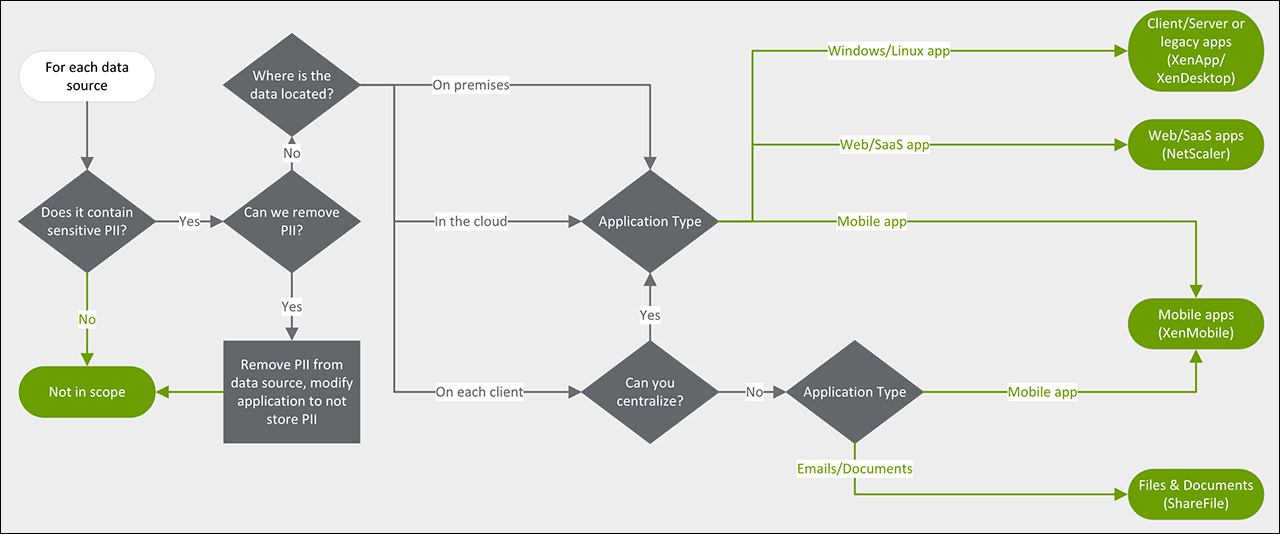 For each data
source
Does it contain
sensitive PII?
Yes
No
Not in scope
Can we remove
PII?
No
Yes
Remove PII from
data source, modify
application to not
store PII
Where is the
data located?
On premises
In the cloud
On each client
Application Type
Can you
centralize?
Yes
No
Application Type
Windows/Linux app
Web/SaaS app
Mobile app
Mobile app
Emails/Documents
Client/Server or
legacy apps
(XenApp/
XenDesktop)
Web/SaaS apps
(NetScaler)
Mobile apps
(XenMobile)
Files & Documents
(ShareFile)